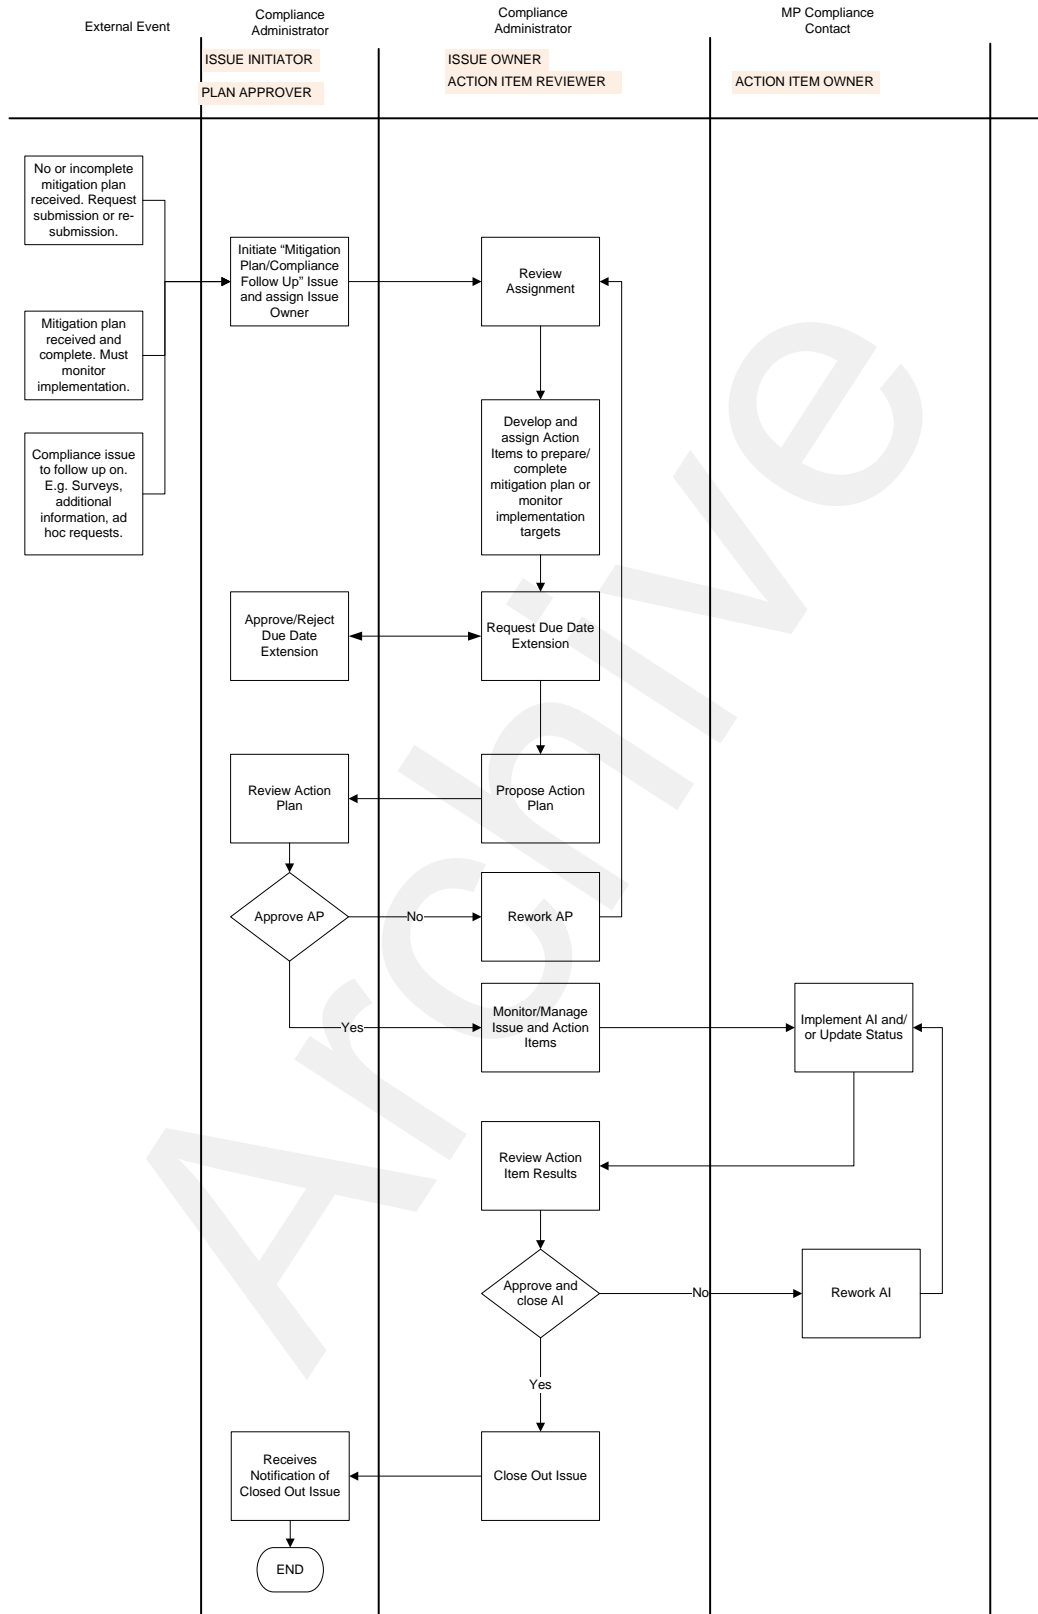 External Event
Compliance
Administrator
Compliance
Administrator
MP Compliance
Contact
ISSUE INITIATOR
PLAN APPROVER
ISSUE OWNER
ACTION ITEM REVIEWER
ACTION ITEM OWNER
No or incomplete
mitigation plan
received. Request
submission or re-
submission.
Mitigation plan
received and
complete. Must
monitor
implementation.
Compliance issue
to follow up on.
E.g. Surveys,
additional
information, ad
hoc requests.
Initiate “Mitigation
Plan/Compliance
Follow Up” Issue
and assign Issue
Owner
Review
Assignment
Develop and
assign Action
Items to prepare/
complete
mitigation plan or
monitor
implementation
targets
Approve/Reject
Due Date
Extension
Request Due Date
Extension
Review Action
Plan
Propose Action
Plan
Approve AP
No
Rework AP
Yes
Monitor/Manage
Issue and Action
Items
Implement AI and/
or Update Status
Review Action
Item Results
Approve and
close AI
No
Rework AI
Yes
Receives
Notification of
Closed Out Issue
Close Out Issue
END
Archive